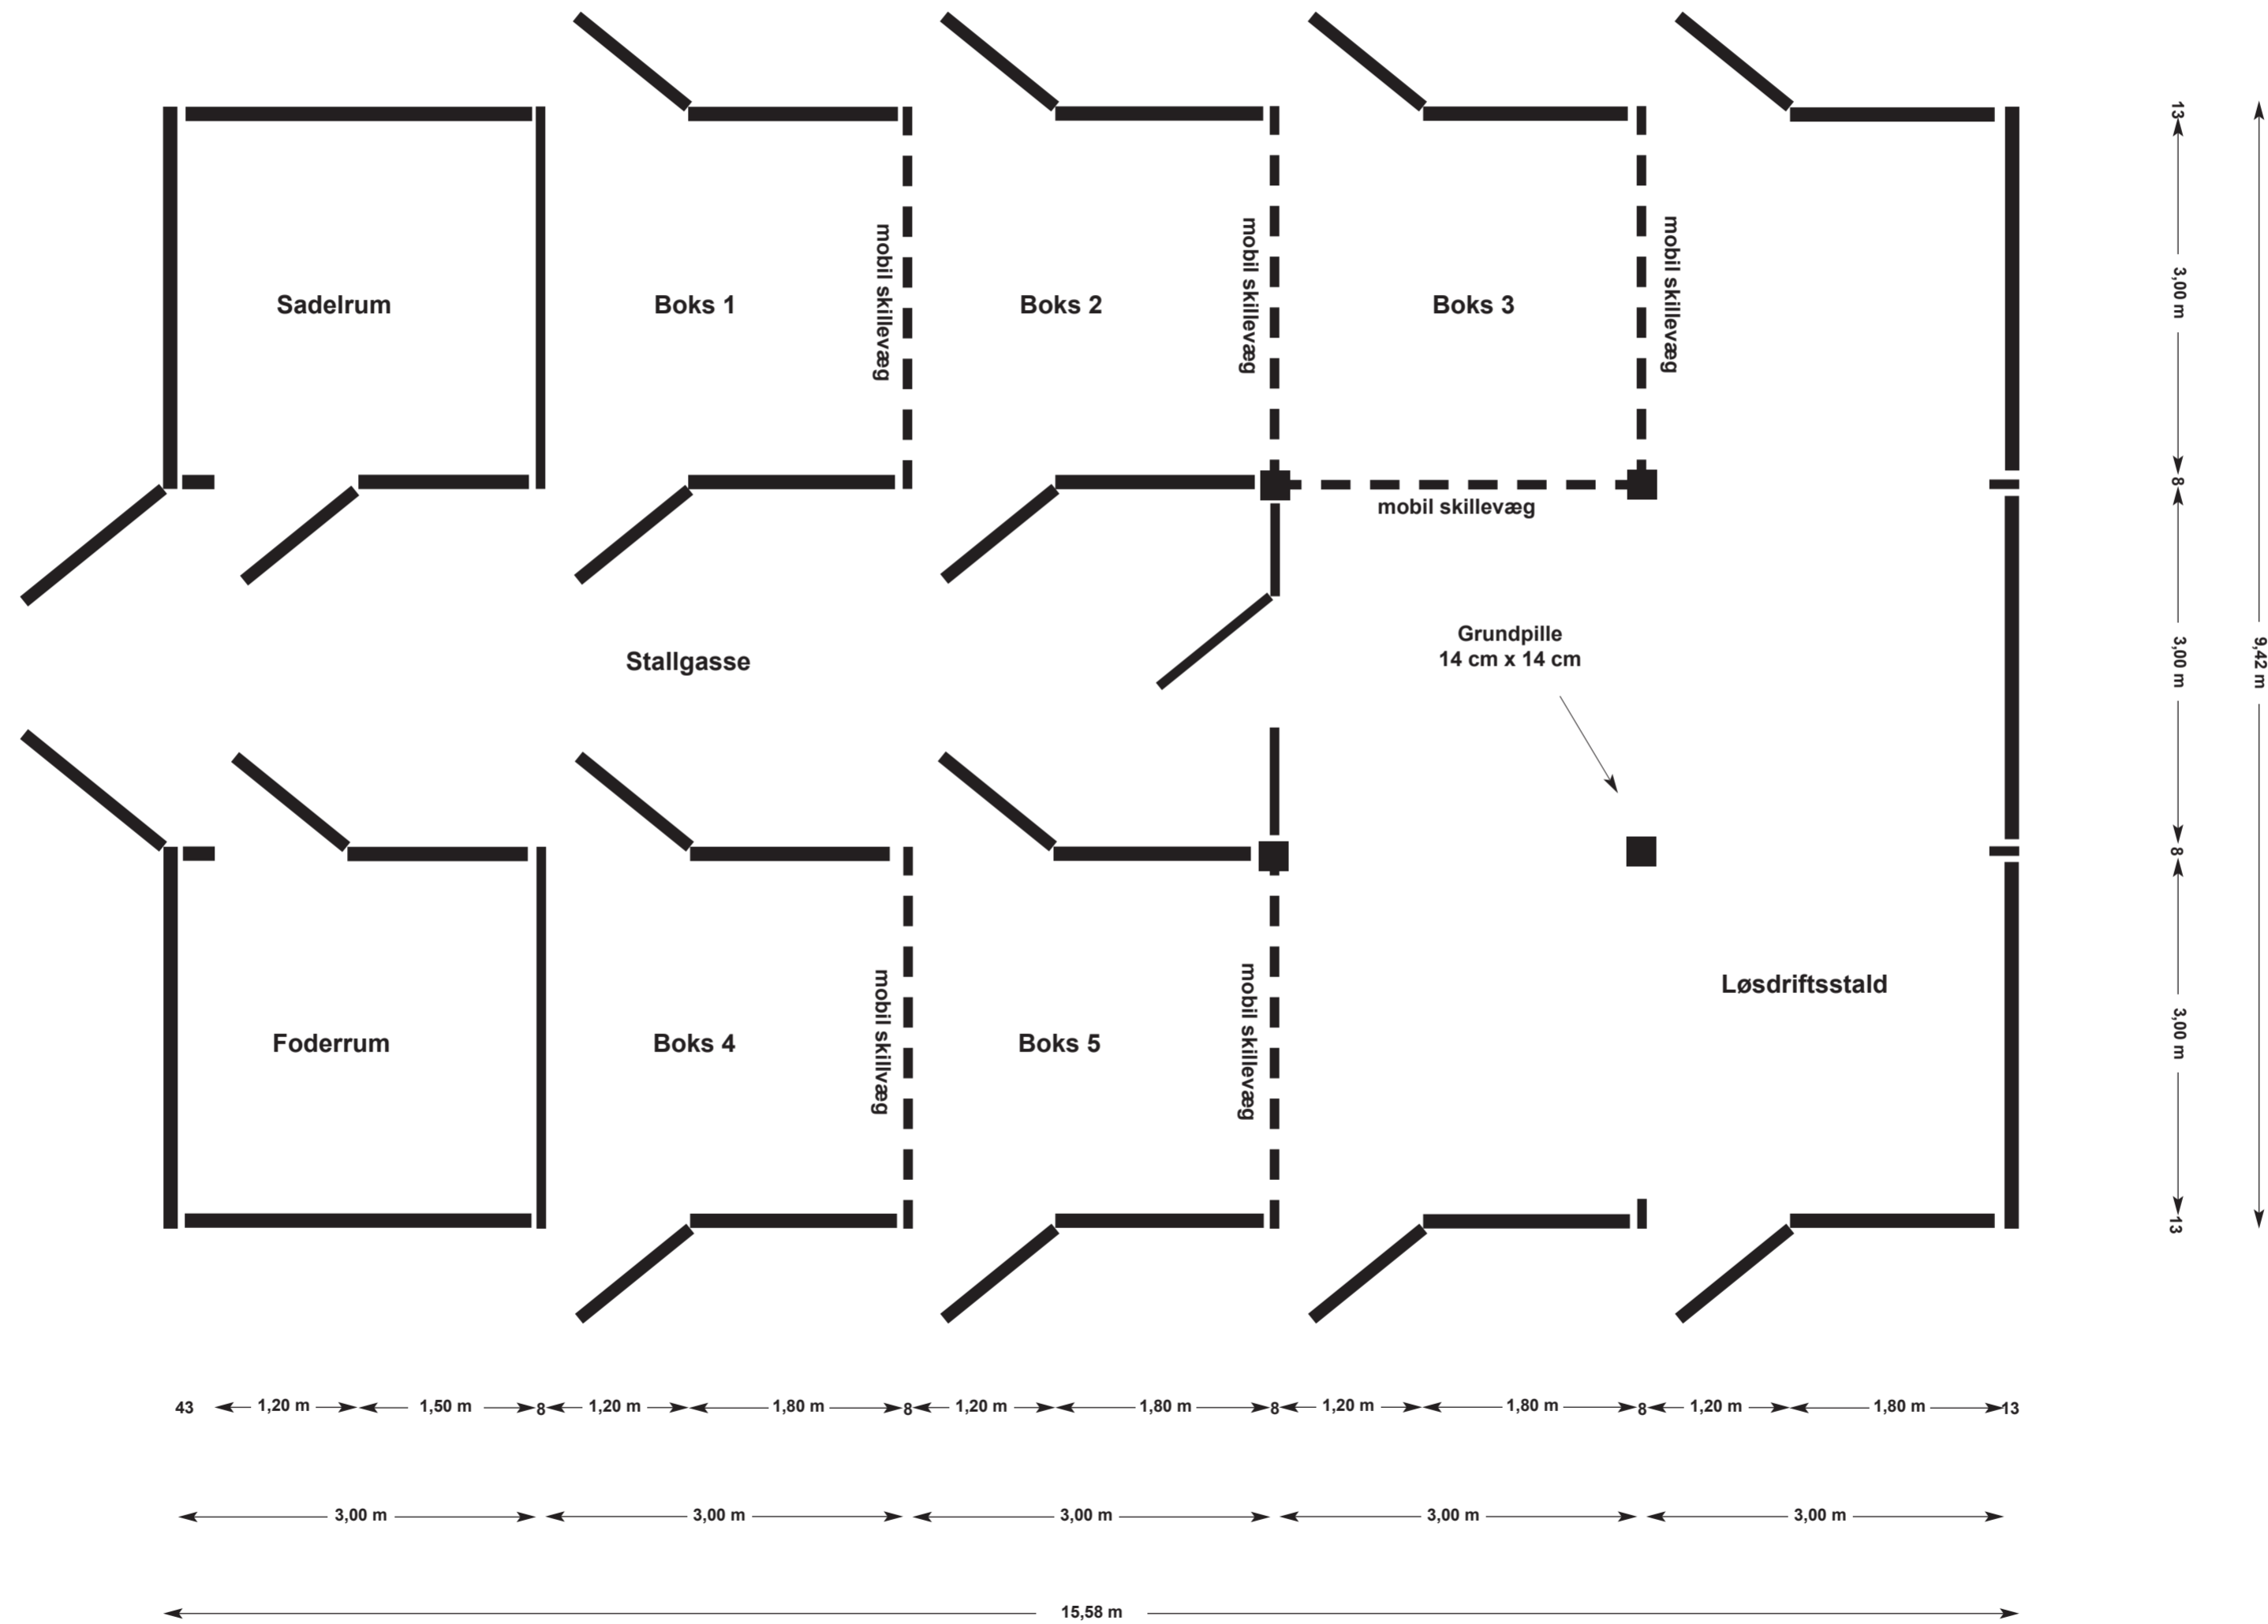 13
Sadelrum
Boks 1
mobil skillevæg
Boks 2
mobil skillevæg
Boks 3
mobil skillevæg
3,00 m
8
mobil skillevæg
Stallgasse
Grundpille
14 cm x 14 cm
3,00 m
9,42 m
8
Foderrum
Boks 4
mobil skillvæg
Boks 5
mobil skillevæg
Løsdriftsstald
3,00 m
13
43
1,20 m
1,50 m
8
1,20 m
1,80 m
8
1,20 m
1,80 m
8
1,20 m
1,80 m
8
1,20 m
1,80 m
13
3,00 m
3,00 m
3,00 m
3,00 m
3,00 m
15,58 m